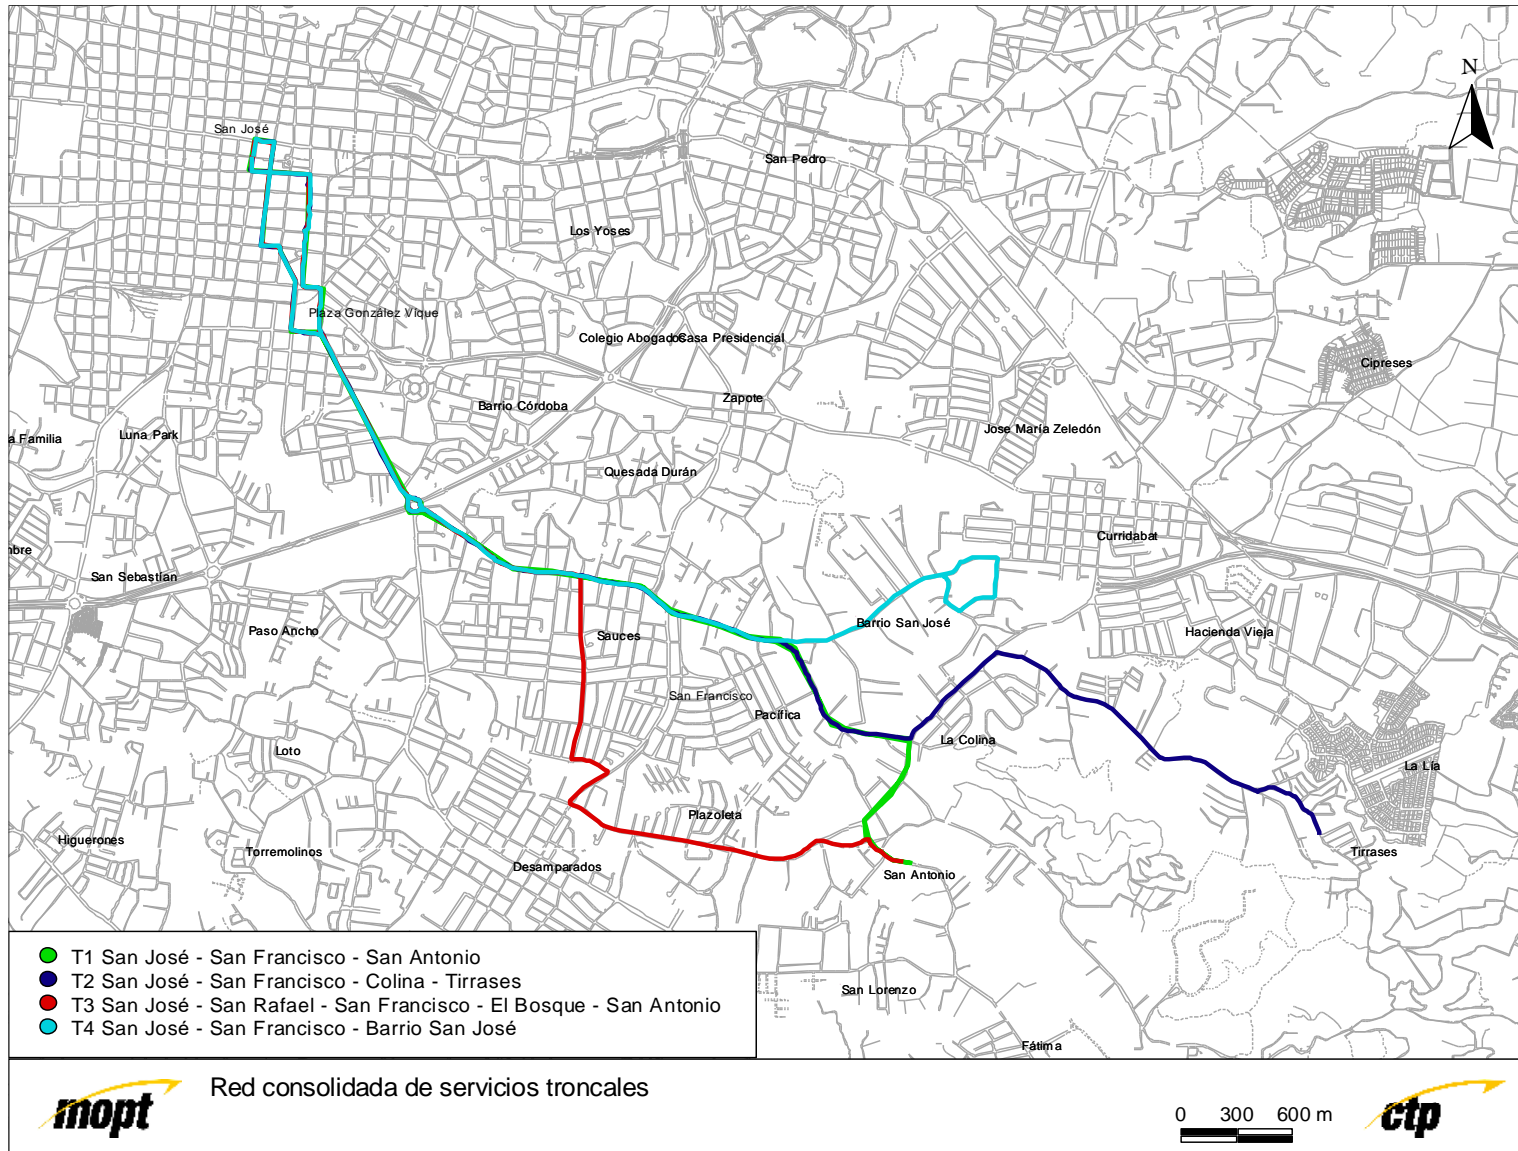 N
San José
San Pedro
Los Yoses
Plaza González Víque
Colegio Abogados
Casa Presidencial
Cipreses
Zapote
Barrio Córdoba
Jose María Zeledón
a Familia
Luna Park
Quesada Durán
Curridabat
mbre
San Sebastían
Paso Ancho
Sauces
Barrio San José
Hacienda Vieja
San Francisco
Pacífica
La Colina
Loto
La Lía
Plazoleta
Higuerones
Torremolinos
Desamparados
San Antonio
Tirrases
T1 San José - San Francisco - San Antonio
T2 San José - San Francisco - Colina - Tirrases
T3 San José - San Rafael - San Francisco - El Bosque - San Antonio
T4 San José - San Francisco - Barrio San José
San Lorenzo
Fátima
mopt
Red consolidada de servicios troncales
0 300 600 m
ctp